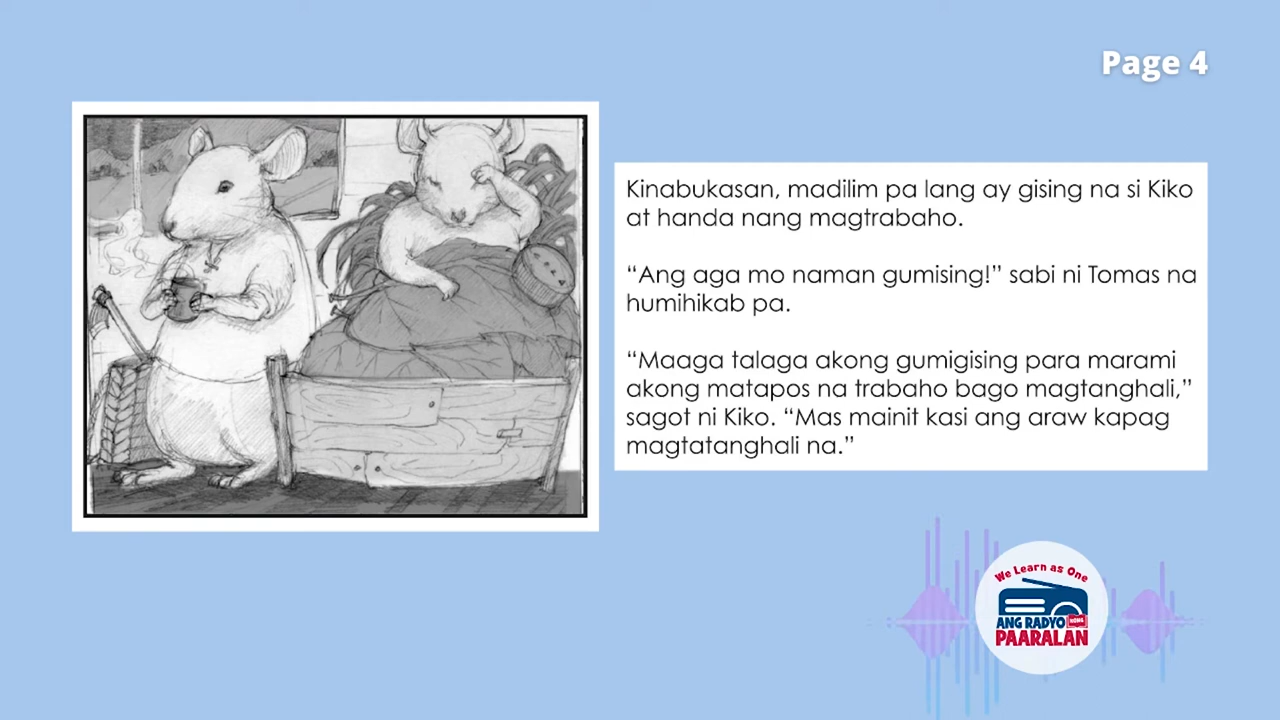 Page 4
Kinabukasan, madilim pa lang ay gising na si Kiko
at handa nang magtrabaho.
“Ang aga mo naman gumising!” sabi ni Tomas na
humihikab pa.
“Maaga talaga akong gumigising para marami
akong matapos na trabaho bago magtanghali,”
sagot ni Kiko. “Mas mainit kasi ang araw kapag
magtatanghali na.”
We Learn as One
ANG RADYO
PAARALAN